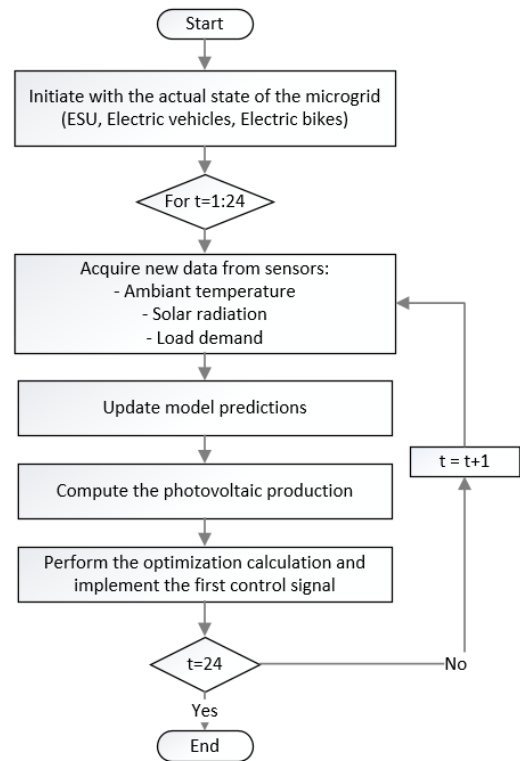 Start
Initiate with the actual state of the microgrid
(ESU, Electric vehicles, Electric bikes)
For t=1:24
Acquire new data from sensors:
- Ambiant temperature
- Solar radiation
- Load demand
Update model predictions
t = t+1
Compute the photovoltaic production
Perform the optimization calculation and
implement the first control signal
t=24
No
Yes
End